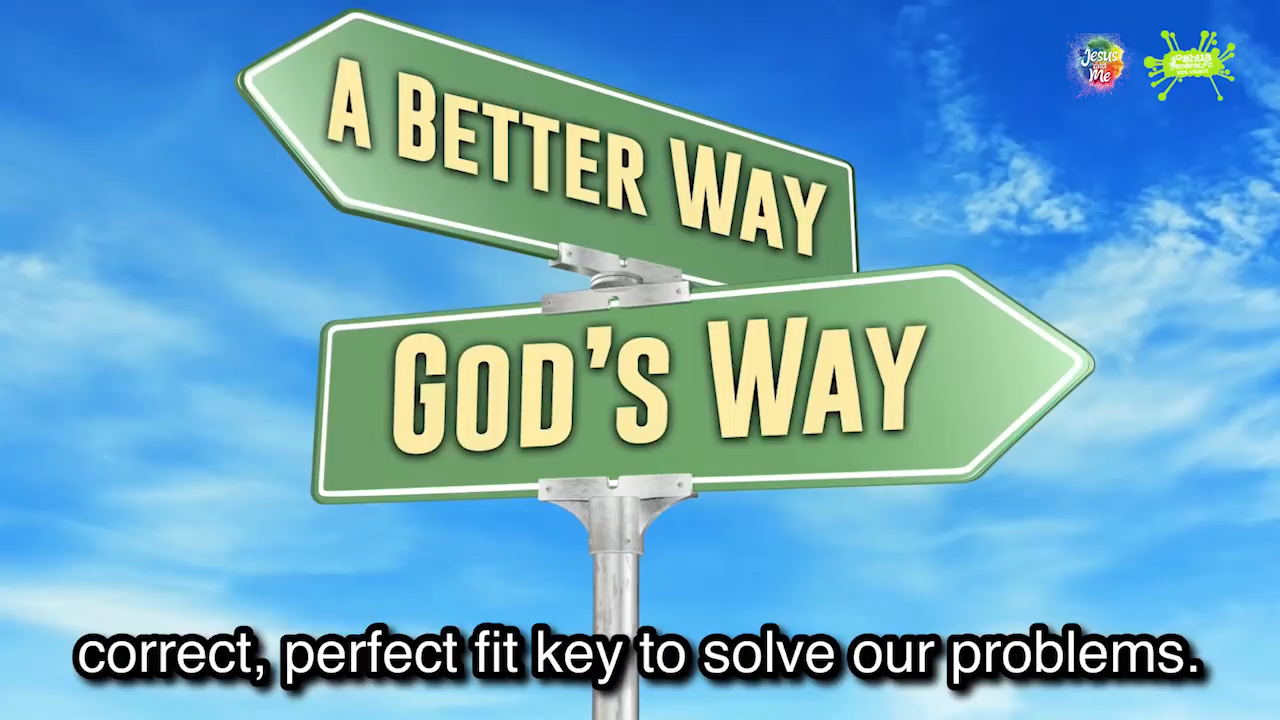 A BETTER WAY
GOD'S WAY
Jesus
and
Me
correct, perfect fit key to solve our problems.